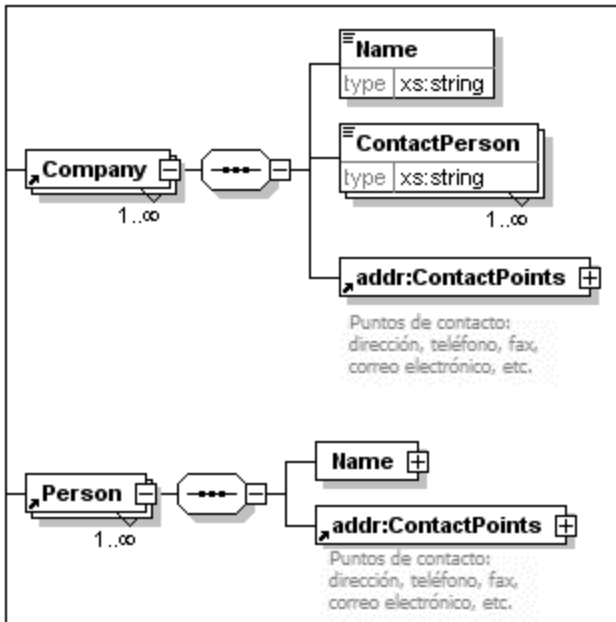 Name
type xs:string
Company
1..∞
ContactPerson
type xs:string
1..∞
addr:ContactPoints
Puntos de contacto:
dirección, teléfono, fax,
correo electrónico, etc.
Person
1..∞
Name
addr:ContactPoints
Puntos de contacto:
dirección, teléfono, fax,
correo electrónico, etc.